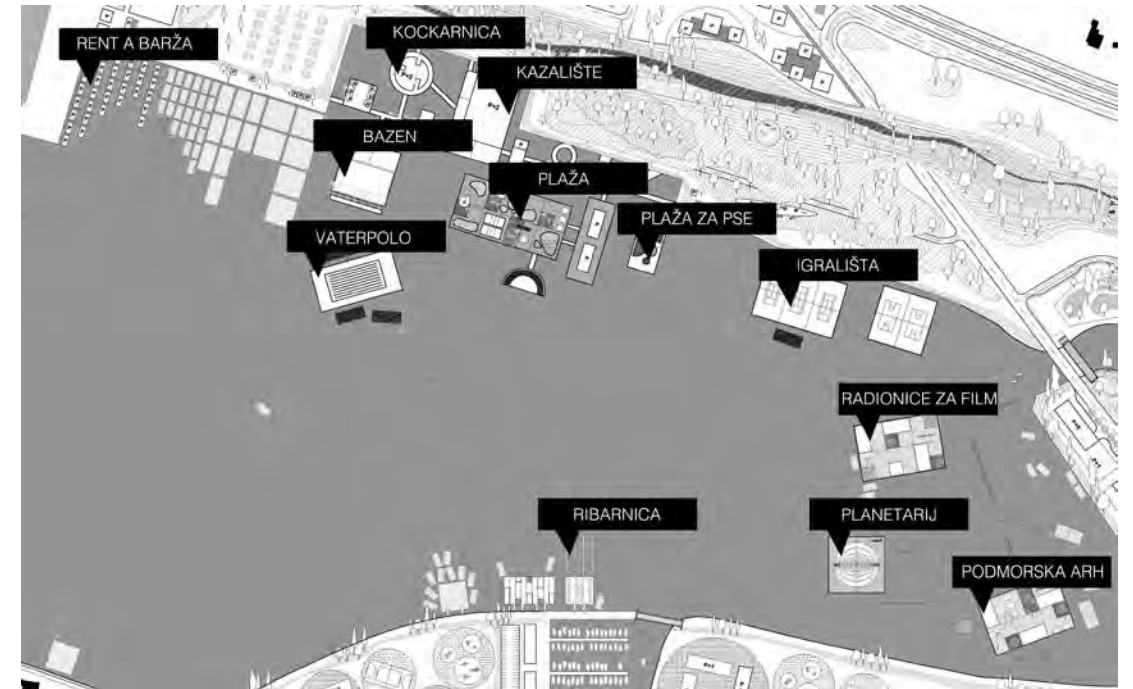 RENT A BARŽA
KOCKARNICA
KAZALIŠTE
BAZEN
PLAŽA
PLAŽA ZA PSE
VATERPOLO
IGRALIŠTA
RADIONICE ZA FILM
RIBARNICA
PLANETARIJ
PODMORSKA ARH